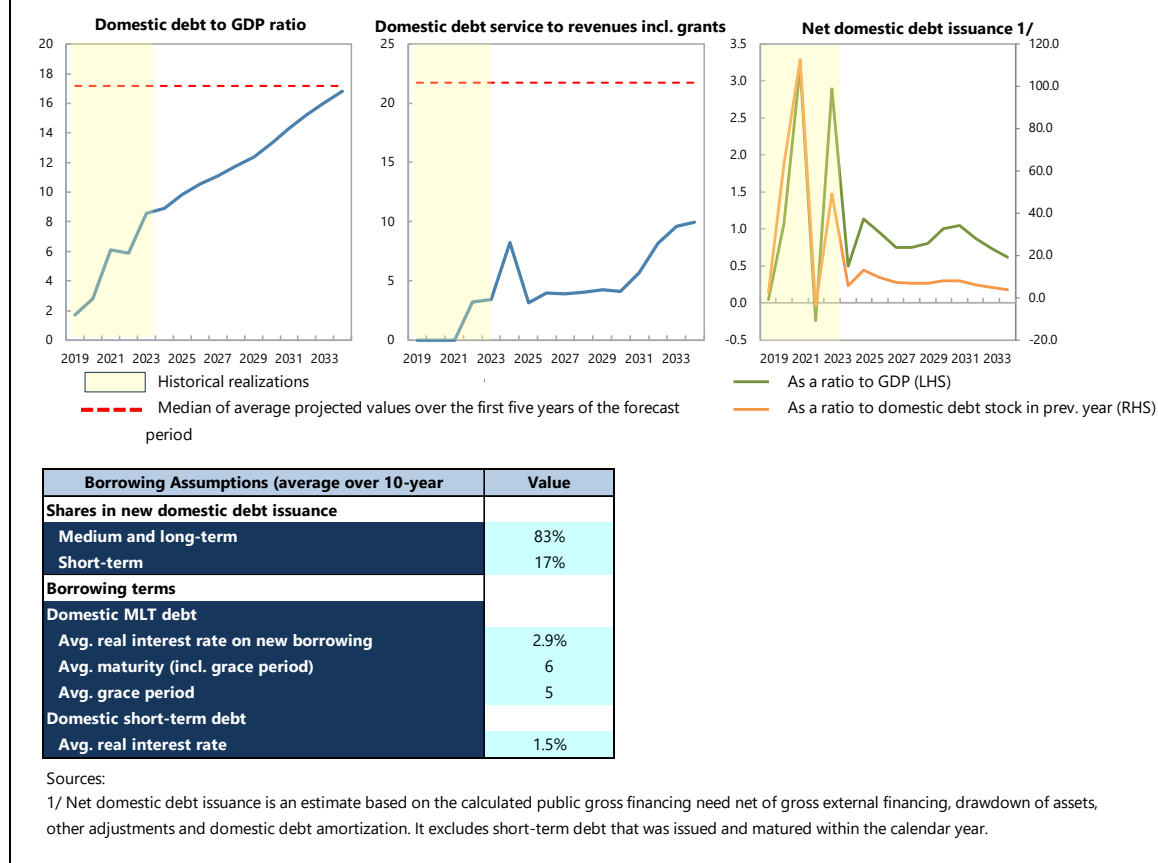 Domestic debt to GDP ratio
20
18
16
14
12
10
8
6
4
2
0
2019 2021 2023 2025 2027 2029 2031 2033
Domestic debt service to revenues incl. grants
25
20
15
10
5
0
2019 2021 2023 2025 2027 2029 2031 2033
Net domestic debt issuance 1/
3.5
3.0
2.5
2.0
1.5
1.0
0.5
0.0
-0.5
120.0
100.0
80.0
60.0
40.0
20.0
0.0
-20.0
2019 2021 2023 2025 2027 2029 2031 2033
Historical realizations
Median of average projected values over the first five years of the forecast
period
As a ratio to GDP (LHS)
As a ratio to domestic debt stock in prev. year (RHS)
Borrowing Assumptions (average over 10-year Value
Shares in new domestic debt issuance
Medium and long-term 83%
Short-term 17%
Borrowing terms
Domestic MLT debt
Avg. real interest rate on new borrowing 2.9%
Avg. maturity (incl. grace period) 6
Avg. grace period 5
Domestic short-term debt
Avg. real interest rate 1.5%
Sources:
1/ Net domestic debt issuance is an estimate based on the calculated public gross financing need net of gross external financing, drawdown of assets,
other adjustments and domestic debt amortization. It excludes short-term debt that was issued and matured within the calendar year.